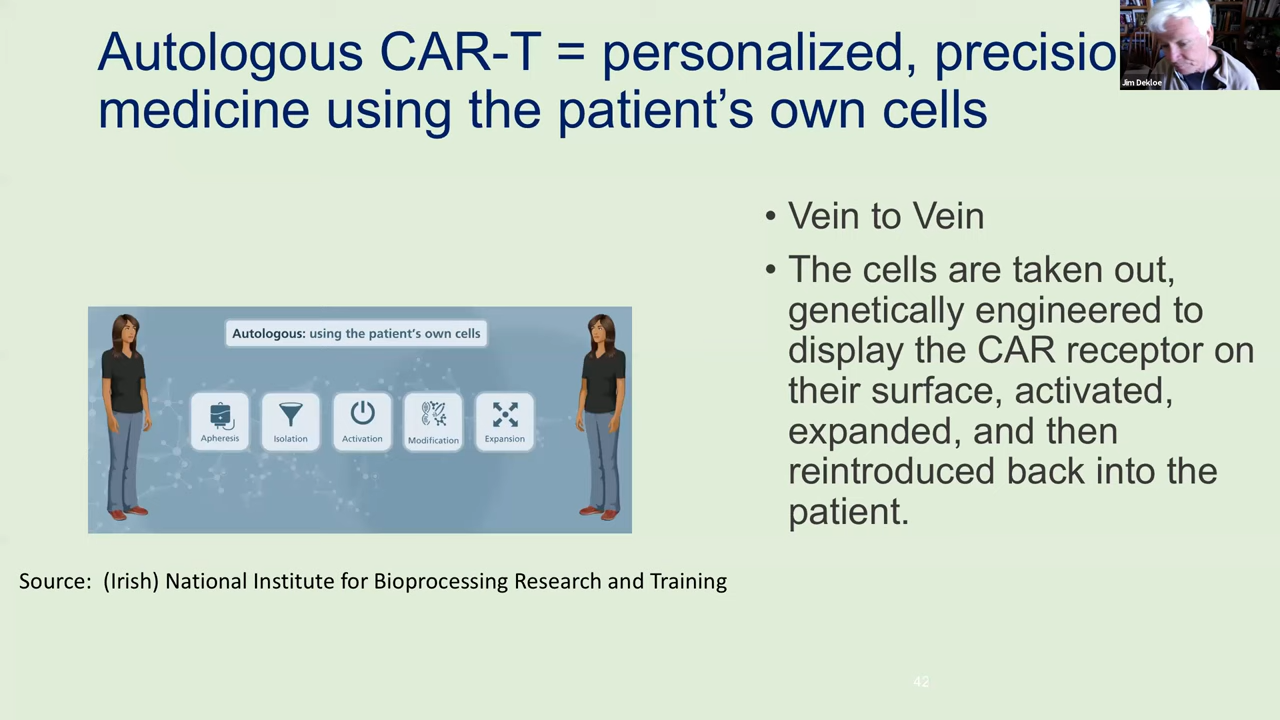 Autologous CAR-T = personalized, precisio
medicine using the patient's own cells
Jim Dekloe
• Vein to Vein
• The cells are taken out,
genetically engineered to
display the CAR receptor on
their surface, activated,
expanded, and then
reintroduced back into the
patient.
Autologous: using the patient's own cells
Apheresis
Isolation
Activation
Modification
Expansion
Source: (Irish) National Institute for Bioprocessing Research and Training
42